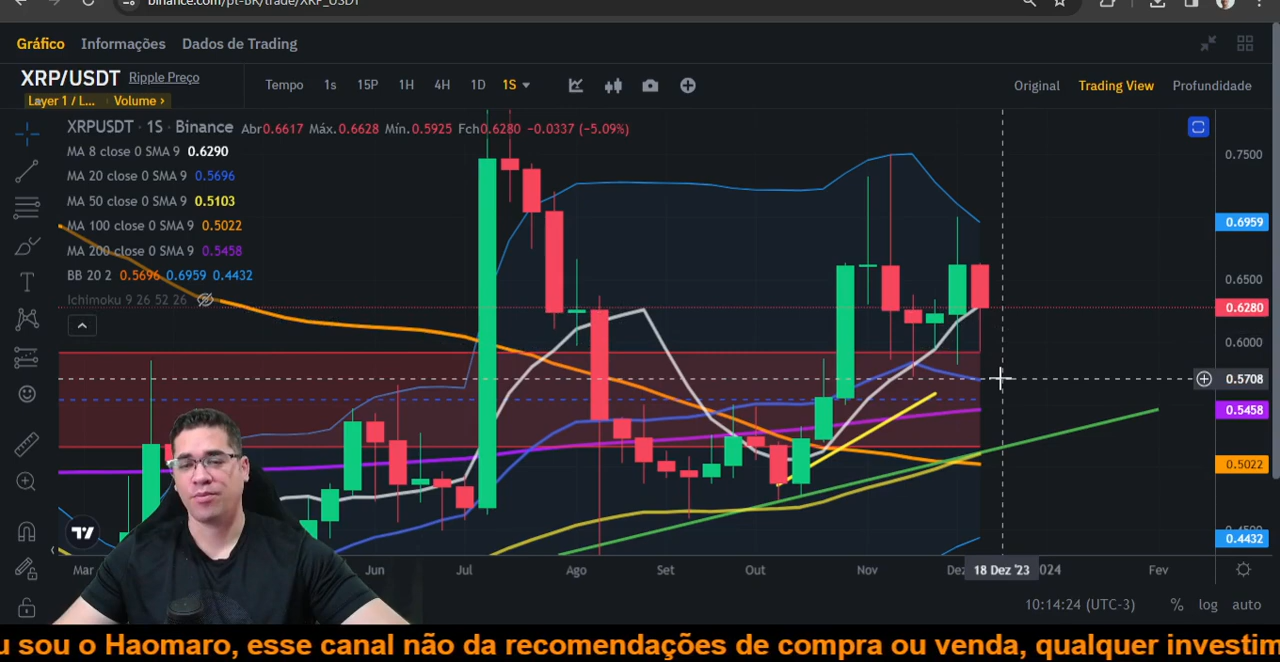 binance.com/pt-BR/trade/XRP_USDT
Gráfico Informações Dados de Trading
XRP/USDT Ripple Preço
Layer 1 / L... Volume ›
Tempo 1s 15P 1H 4H 1D 1S
Original Trading View Profundidade
XRPUSDT · 1S · Binance Abr0.6617 Máx.0.6628 Mín.0.5925 Fch0.6280 −0.0337 (−5.09%)
MA 8 close 0 SMA 9 0.6290
MA 20 close 0 SMA 9 0.5696
MA 50 close 0 SMA 9 0.5103
MA 100 close 0 SMA 9 0.5022
MA 200 close 0 SMA 9 0.5458
BB 20 2 0.5696 0.6959 0.4432
Ichimoku 9 26 52 26
0.7500
0.6959
0.6500
0.6280
0.6000
0.5708
0.5458
0.5022
0.4500
0.4432
Mar Jun Jul Ago Set Out Nov Dez 18 Dez '23 024 Fev
10:14:24 (UTC-3) % log auto
u sou o Haomaro, esse canal não da recomendações de compra ou venda, qualquer investim